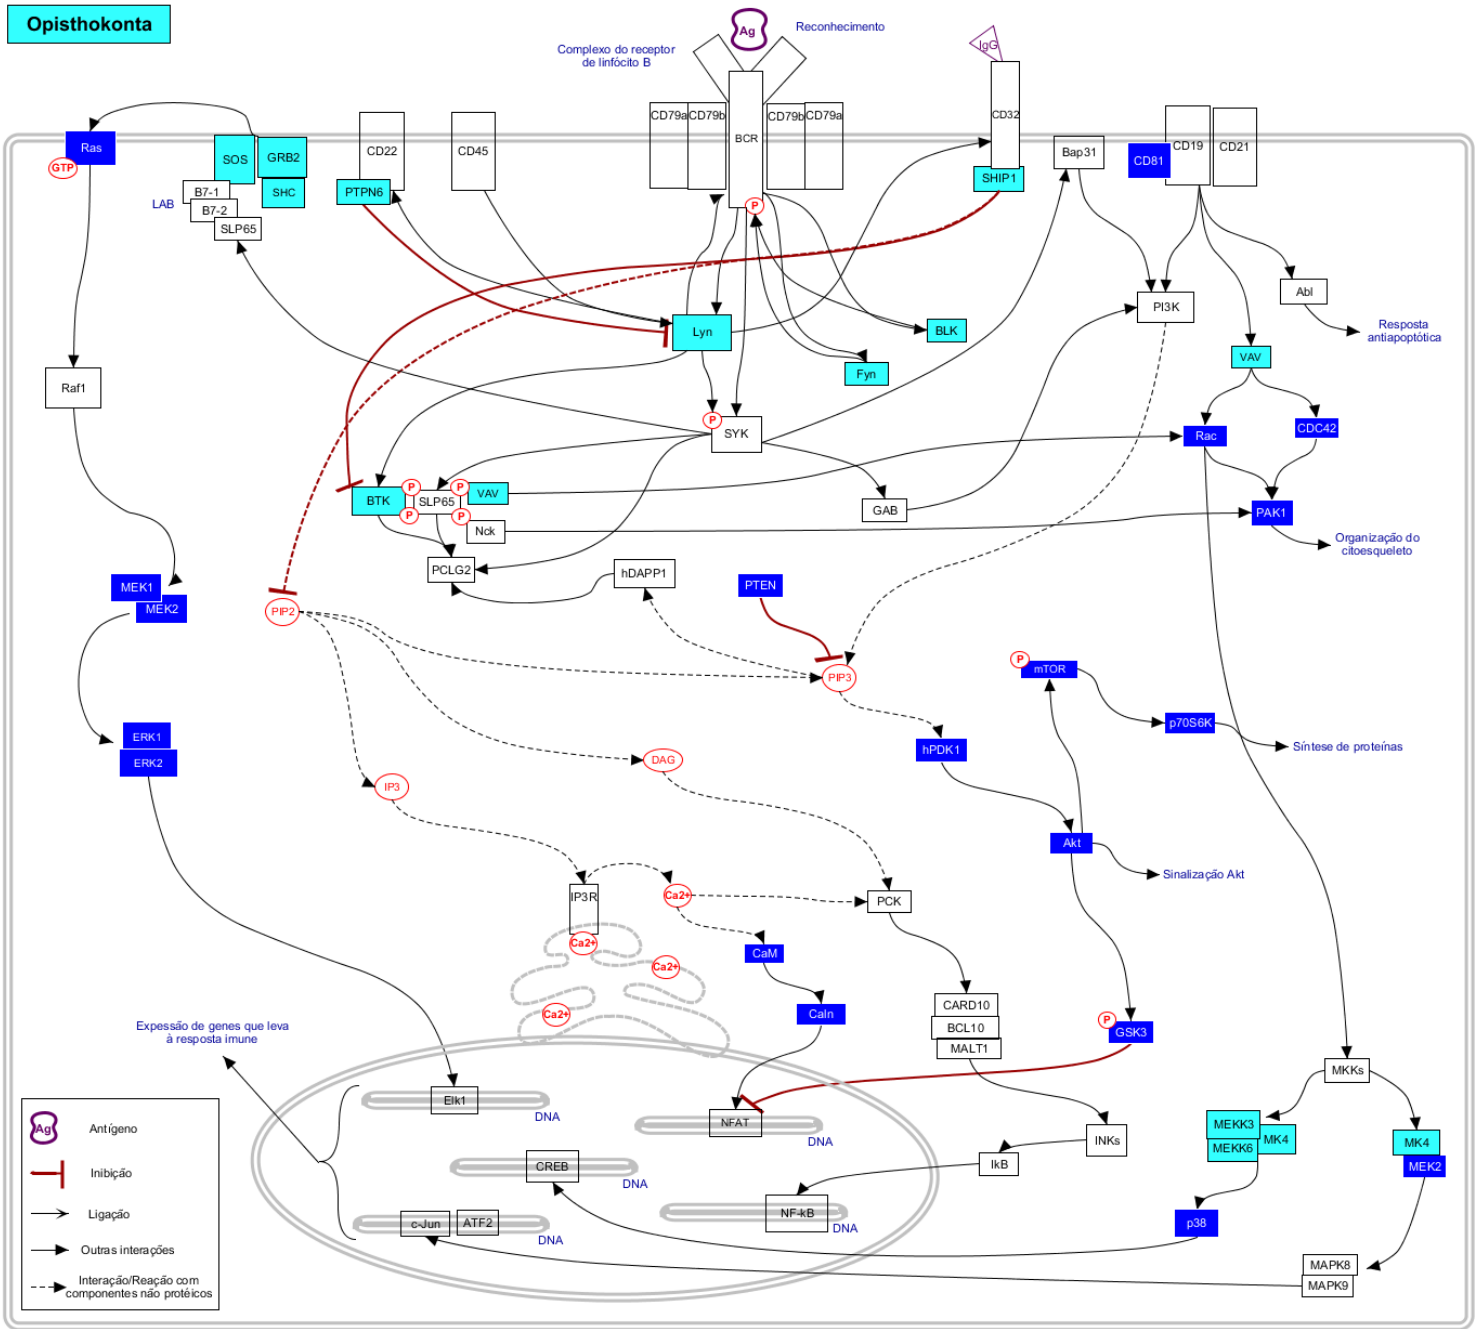 Opisthokonta
Ag
Reconhecimento
Complexo do receptor
de linfócito B
IgG
CD79a
CD79b
BCR
CD79b
CD79a
CD32
SHIP1
Bap31
CD81
CD19
CD21
Ras
GTP
SOS
GRB2
SHC
B7-1
B7-2
SLP65
LAB
CD22
PTPN6
CD45
P
Abl
PI3K
Resposta
antiapoptótica
Lyn
BLK
Fyn
VAV
Raf1
P
SYK
Rac
CDC42
BTK
P
SLP65
P
VAV
P
P
Nck
GAB
PAK1
Organização do
citoesqueleto
PCLG2
hDAPP1
PTEN
MEK1
MEK2
PIP2
PIP3
P
mTOR
p70S6K
Síntese de proteínas
ERK1
ERK2
hPDK1
DAG
IP3
Akt
Sinalização Akt
IP3R
Ca2+
PCK
Ca2+
CaM
Ca2+
Ca2+
Caln
CARD10
BCL10
MALT1
P
GSK3
Expessão de genes que leva
à resposta imune
MKKs
Elk1
DNA
NFAT
DNA
INKs
IkB
MEKK3
MEKK6
MK4
MK4
MEK2
CREB
DNA
NF-kB
DNA
p38
c-Jun
ATF2
DNA
MAPK8
MAPK9
Ag
Antígeno
Inibição
Ligação
Outras interações
Interação/Reação com
componentes não protéicos